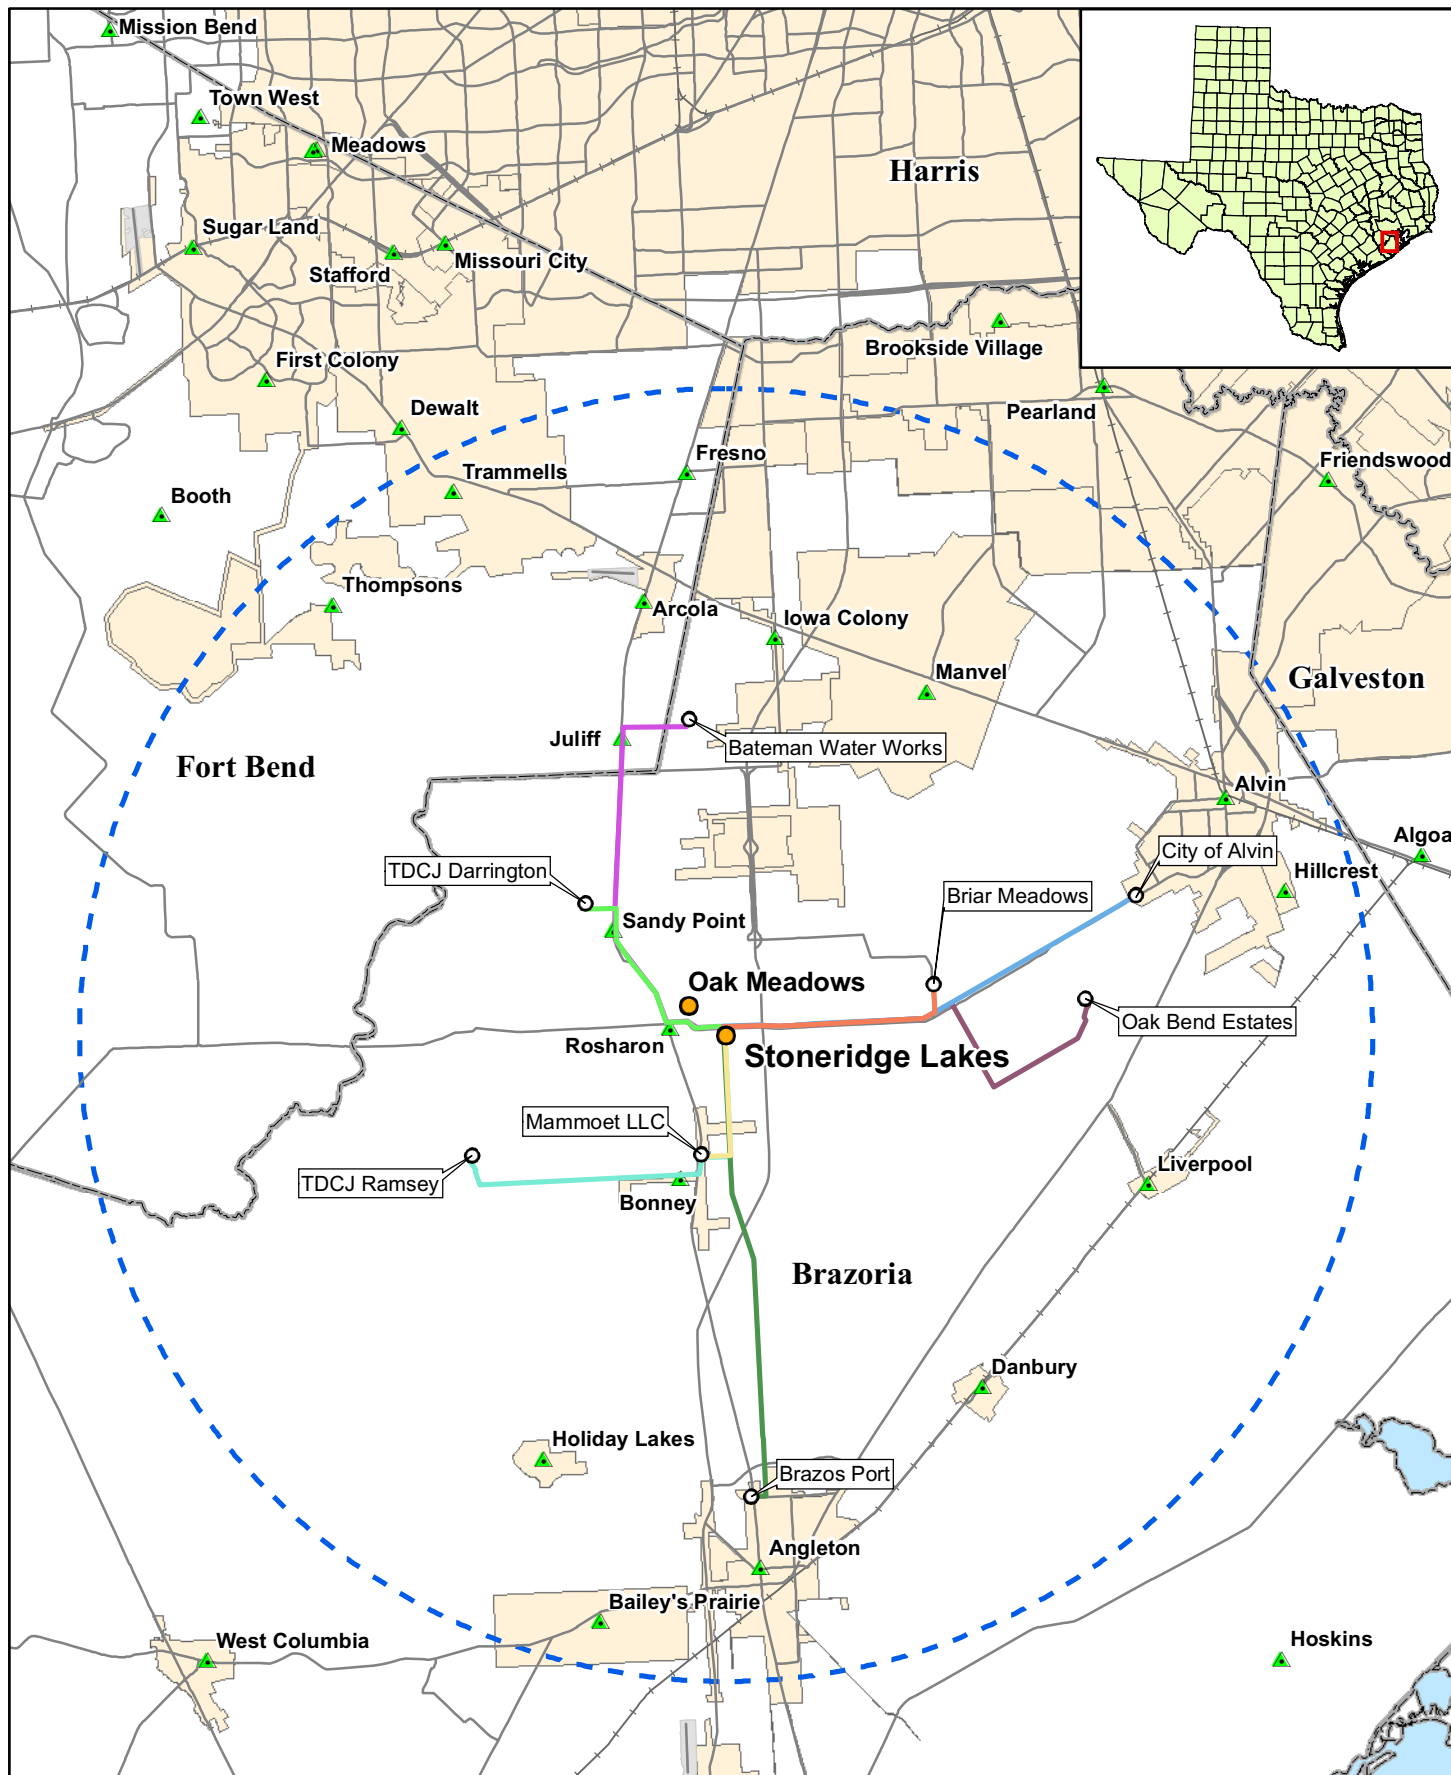 Mission Bend
Town West
Meadows
Harris
Sugar Land
Stafford
Missouri City
Brookside Village
First Colony
Dewalt
Pearland
Fresno
Trammells
Friendswood
Booth
Thompsons
Arcola
Iowa Colony
Manvel
Galveston
Juliff
Bateman Water Works
Fort Bend
Alvin
Algoa
City of Alvin
TDCJ Darrington
Hillcrest
Briar Meadows
Sandy Point
Oak Meadows
Oak Bend Estates
Rosharon
Stoneridge Lakes
Mammoet LLC
Liverpool
TDCJ Ramsey
Bonney
Brazoria
Danbury
Holiday Lakes
Brazos Port
Angleton
Bailey's Prairie
West Columbia
Hoskins